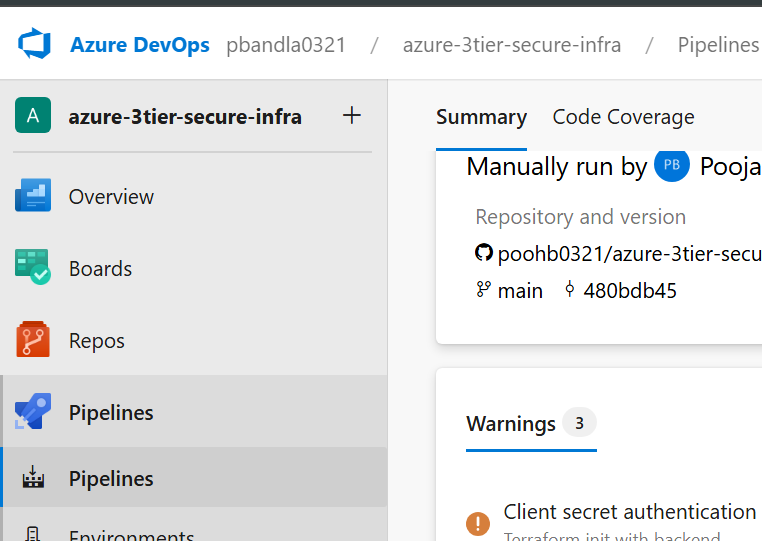 Azure DevOps pbandla0321 / azure-3tier-secure-infra / Pipelines
A azure-3tier-secure-infra +
Overview
Boards
Repos
Pipelines
Pipelines
Environments
Summary Code Coverage
Manually run by PB Pooja
Repository and version
poohb0321/azure-3tier-secu
main 480bdb45
Warnings 3
Client secret authentication
Terraform init with backend